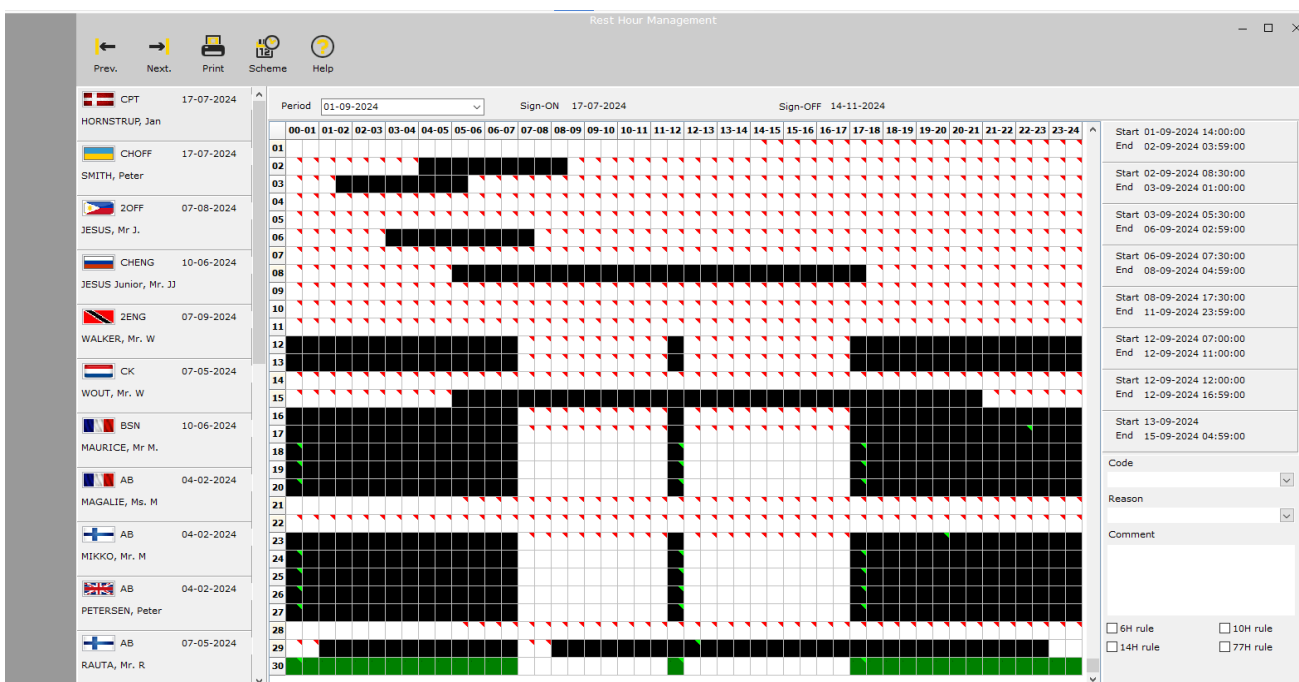 Rest Hour Management
Prev. Next. Print Scheme Help
CPT 17-07-2024
HORNSTRUP, Jan
CHOFF 17-07-2024
SMITH, Peter
2OFF 07-08-2024
JESUS, Mr J.
CHENG 10-06-2024
JESUS Junior, Mr. JJ
2ENG 07-09-2024
WALKER, Mr. W
CK 07-05-2024
WOUT, Mr. W
BSN 10-06-2024
MAURICE, Mr M.
AB 04-02-2024
MAGALIE, Ms. M
AB 04-02-2024
MIKKO, Mr. M
AB 04-02-2024
PETERSEN, Peter
AB 07-05-2024
RAUTA, Mr. R
Period 01-09-2024 Sign-ON 17-07-2024 Sign-OFF 14-11-2024
00-01 01-02 02-03 03-04 04-05 05-06 06-07 07-08 08-09 09-10 10-11 11-12 12-13 13-14 14-15 15-16 16-17 17-18 18-19 19-20 20-21 21-22 22-23 23-24
01
02
03
04
05
06
07
08
09
10
11
12
13
14
15
16
17
18
19
20
21
22
23
24
25
26
27
28
29
30
Start 01-09-2024 14:00:00
End 02-09-2024 03:59:00
Start 02-09-2024 08:30:00
End 03-09-2024 01:00:00
Start 03-09-2024 05:30:00
End 06-09-2024 02:59:00
Start 06-09-2024 07:30:00
End 08-09-2024 04:59:00
Start 08-09-2024 17:30:00
End 11-09-2024 23:59:00
Start 12-09-2024 07:00:00
End 12-09-2024 11:00:00
Start 12-09-2024 12:00:00
End 12-09-2024 16:59:00
Start 13-09-2024
End 15-09-2024 04:59:00
Code
Reason
Comment
6H rule 10H rule
14H rule 77H rule